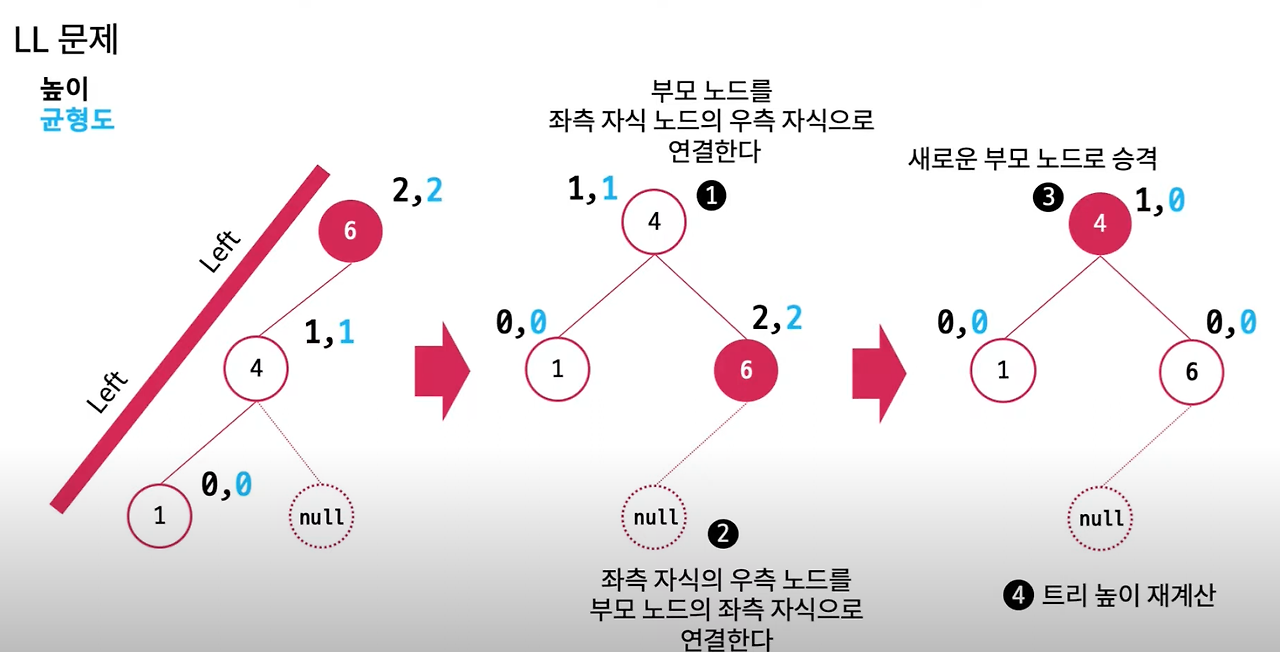 LL 문제
높이
균형도
Left
Left
2,2
6
1,1
4
0,0
1
null
부모 노드를
좌측 자식 노드의 우측 자식으로
연결한다
1,1
❶
4
0,0
1
2,2
6
null
❷
좌측 자식의 우측 노드를
부모 노드의 좌측 자식으로
연결한다
새로운 부모 노드로 승격
❸
4
1,0
0,0
1
0,0
6
null
❹ 트리 높이 재계산